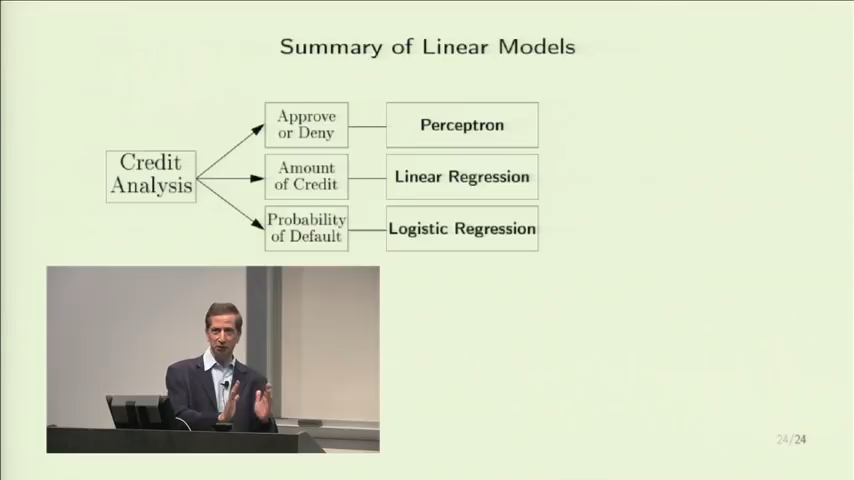 Summary of Linear Models
Credit
Analysis
Approve
or Deny
Perceptron
Amount
of Credit
Linear Regression
Probability
of Default
Logistic Regression
24/24